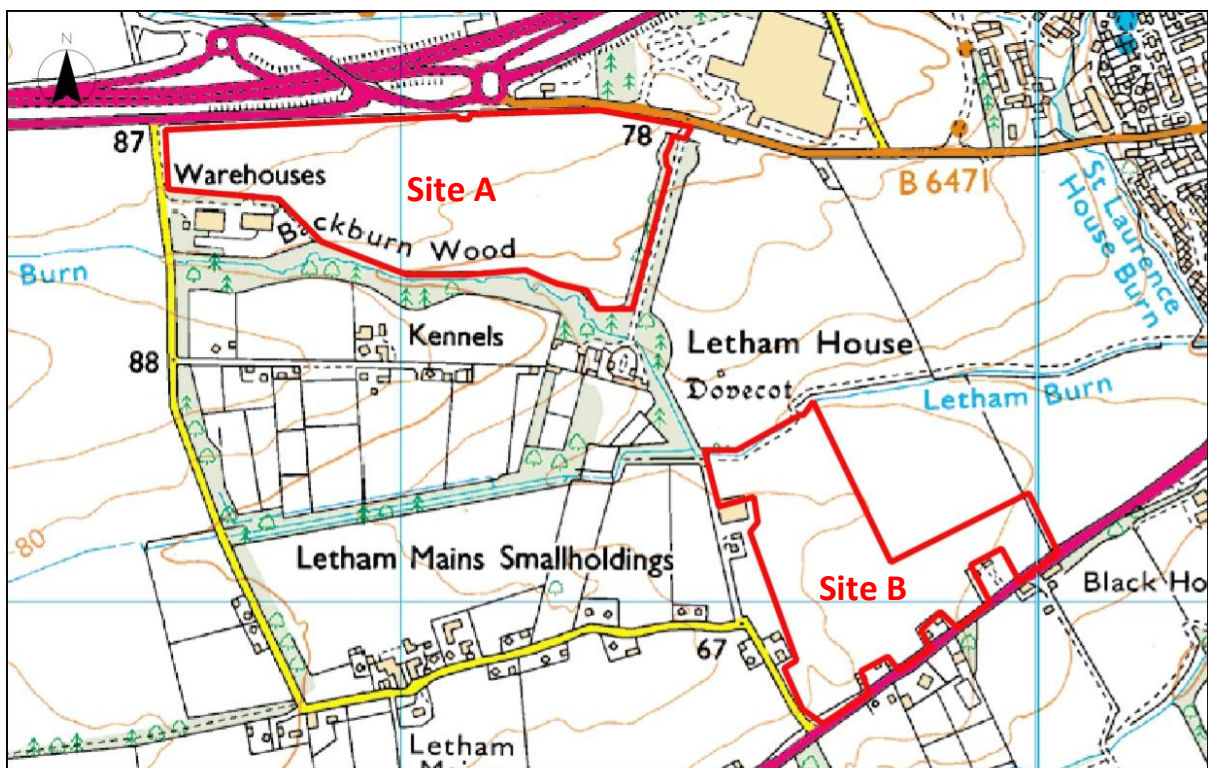 N
87
78
Warehouses
Site A
B 6471
St Laurence
House Burn
Backburn Wood
Burn
Kennels
Letham House
88
Dovecot
Letham Burn
80
Letham Mains Smallholdings
Site B
Black Ho
67
Letham